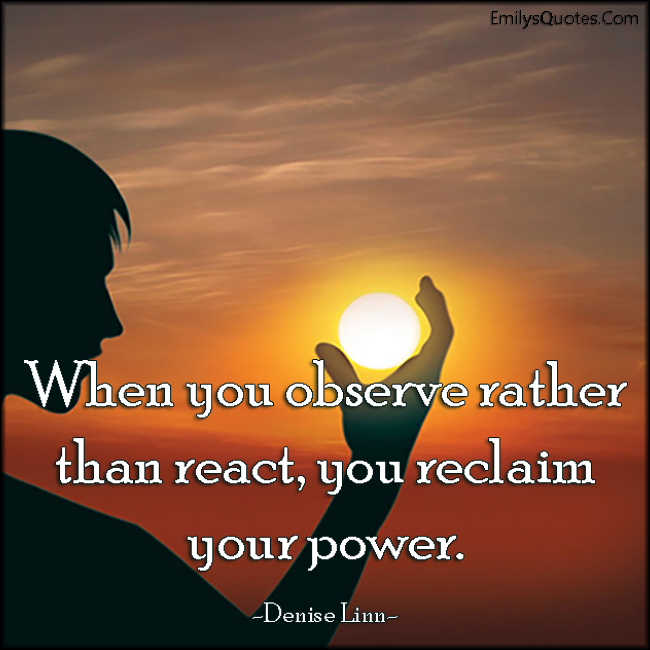 EmilysQuotes.Com
When you observe rather
than react, you reclaim
your power.
~Denise Linn~